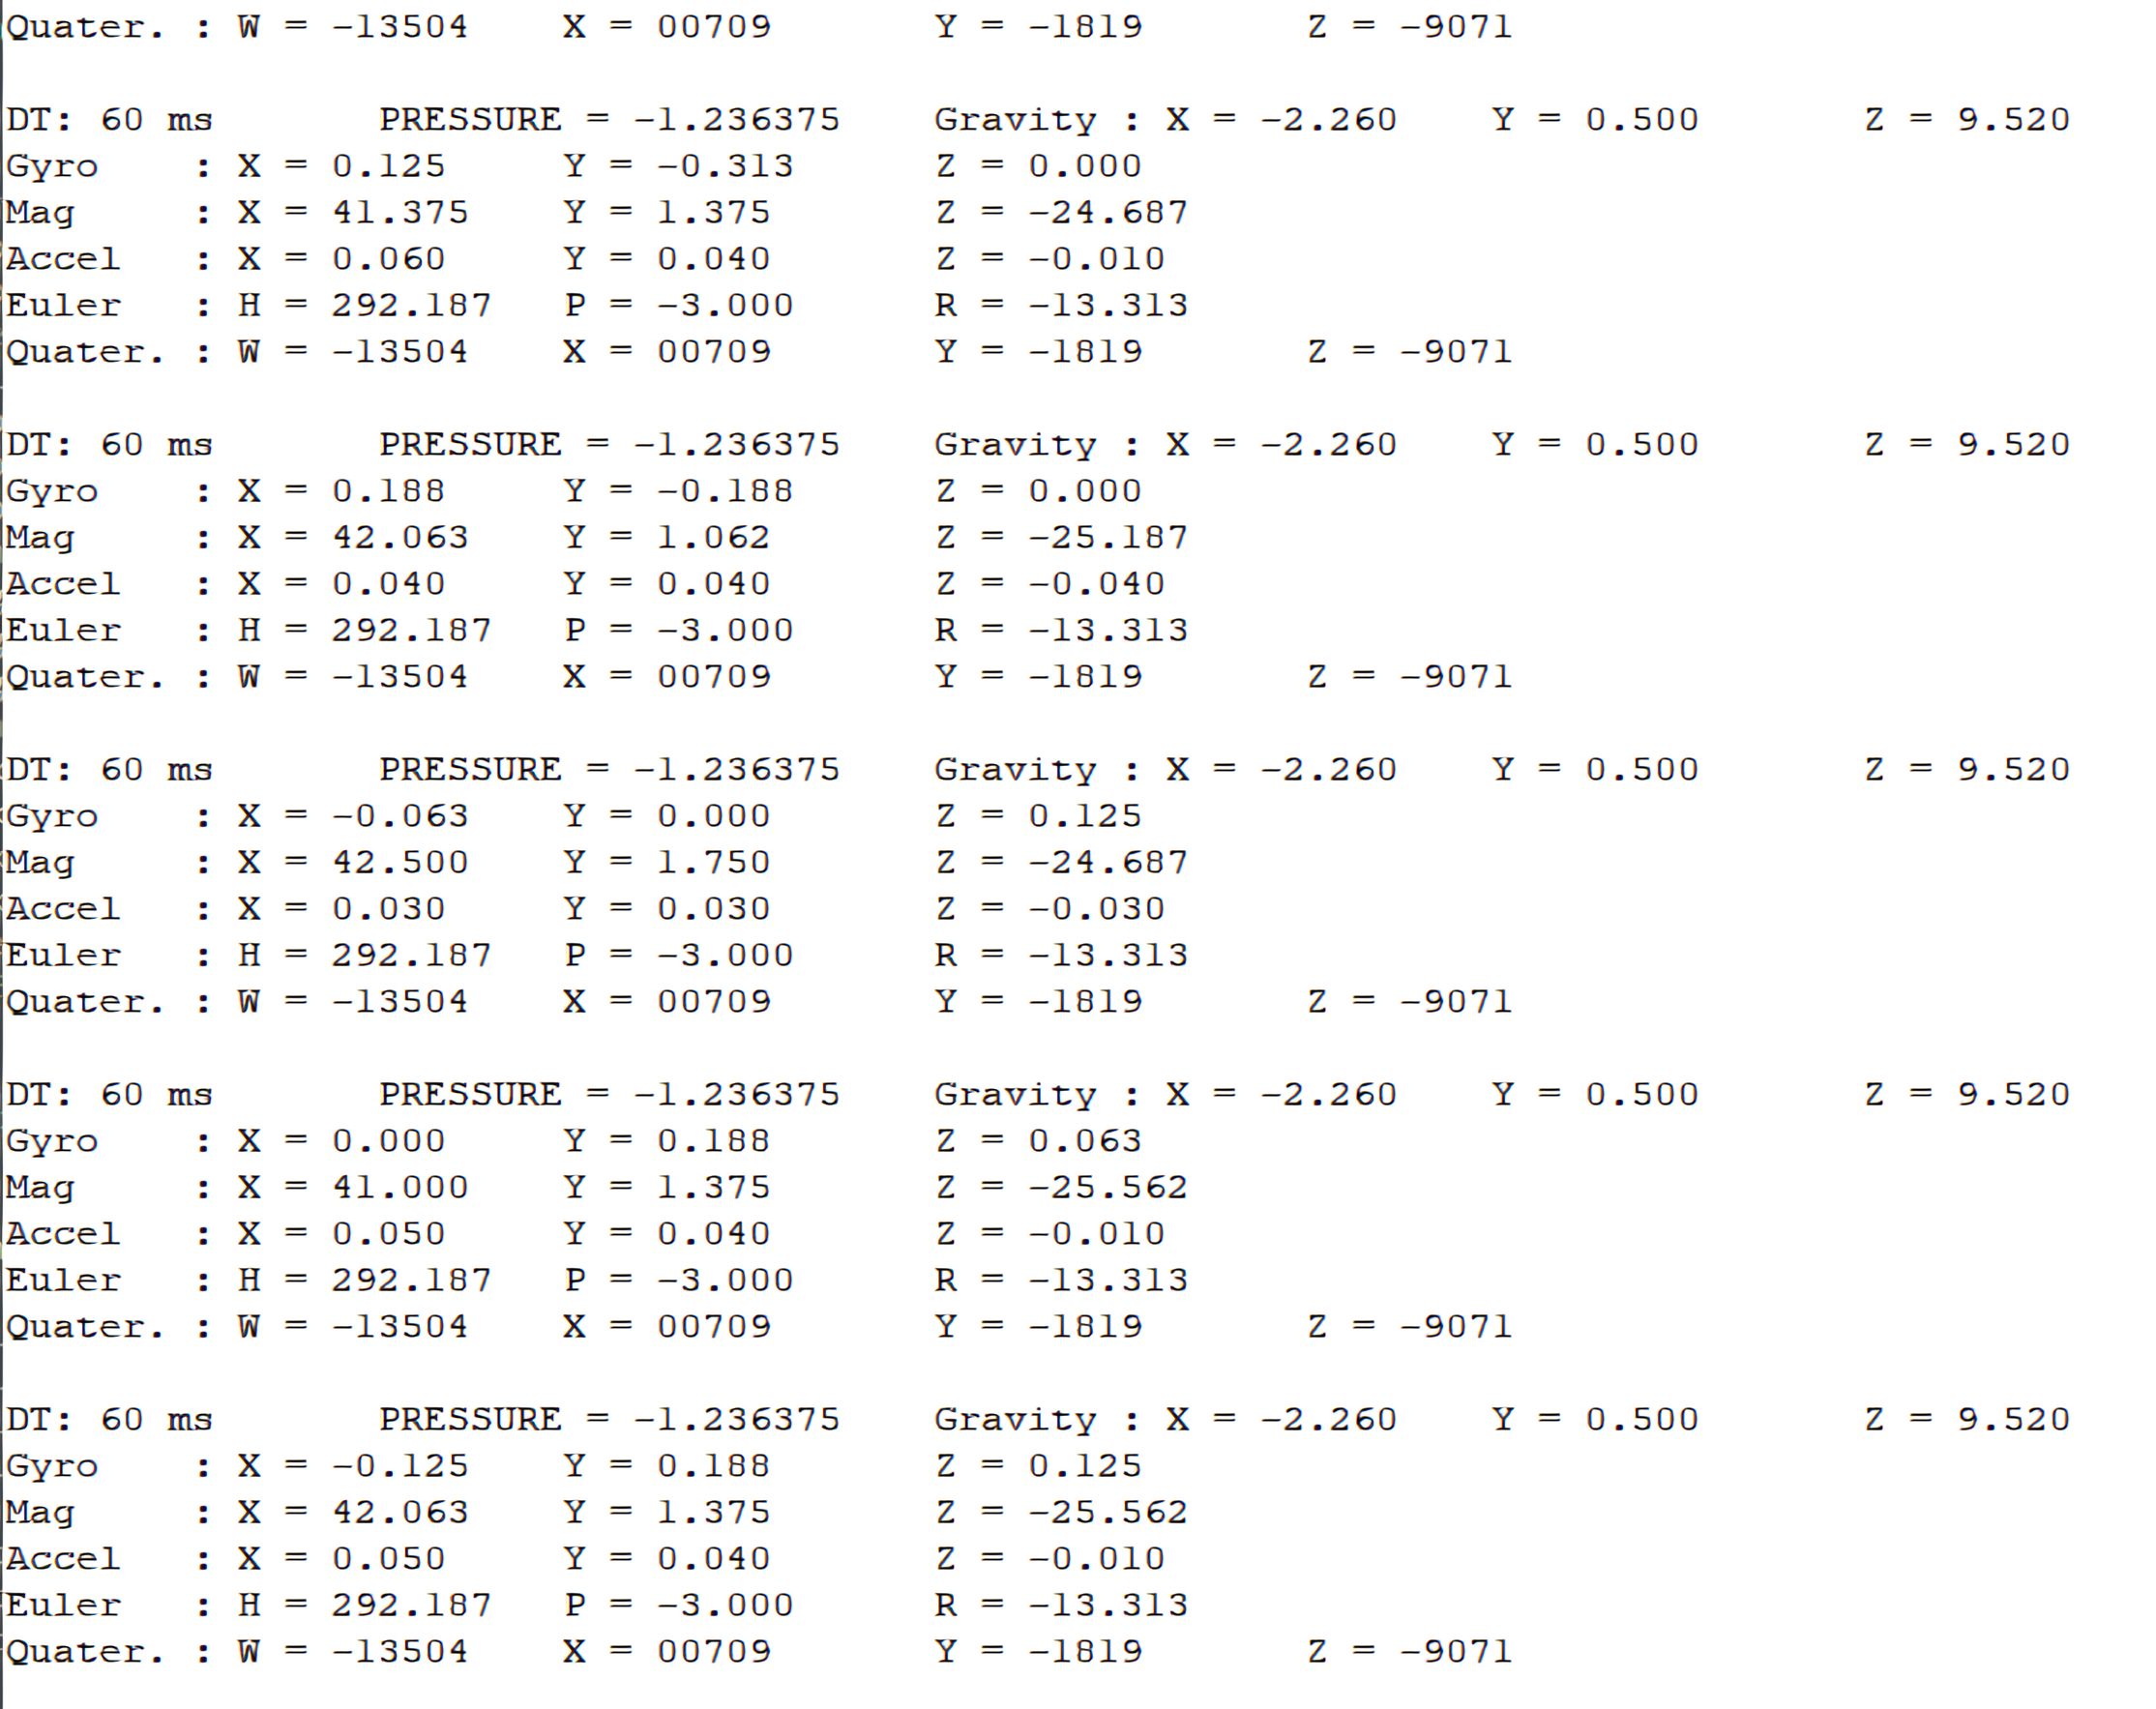 Quater. : W = -13504    X = 00709       Y = -1819       Z = -9071
DT: 60 ms       PRESSURE = -1.236375    Gravity : X = -2.260    Y = 0.500       Z = 9.520
Gyro    : X = 0.125     Y = -0.313      Z = 0.000
Mag     : X = 41.375    Y = 1.375       Z = -24.687
Accel   : X = 0.060     Y = 0.040       Z = -0.010
Euler   : H = 292.187   P = -3.000      R = -13.313
Quater. : W = -13504    X = 00709       Y = -1819       Z = -9071
DT: 60 ms       PRESSURE = -1.236375    Gravity : X = -2.260    Y = 0.500       Z = 9.520
Gyro    : X = 0.188     Y = -0.188      Z = 0.000
Mag     : X = 42.063    Y = 1.062       Z = -25.187
Accel   : X = 0.040     Y = 0.040       Z = -0.040
Euler   : H = 292.187   P = -3.000      R = -13.313
Quater. : W = -13504    X = 00709       Y = -1819       Z = -9071
DT: 60 ms       PRESSURE = -1.236375    Gravity : X = -2.260    Y = 0.500       Z = 9.520
Gyro    : X = -0.063    Y = 0.000       Z = 0.125
Mag     : X = 42.500    Y = 1.750       Z = -24.687
Accel   : X = 0.030     Y = 0.030       Z = -0.030
Euler   : H = 292.187   P = -3.000      R = -13.313
Quater. : W = -13504    X = 00709       Y = -1819       Z = -9071
DT: 60 ms       PRESSURE = -1.236375    Gravity : X = -2.260    Y = 0.500       Z = 9.520
Gyro    : X = 0.000     Y = 0.188       Z = 0.063
Mag     : X = 41.000    Y = 1.375       Z = -25.562
Accel   : X = 0.050     Y = 0.040       Z = -0.010
Euler   : H = 292.187   P = -3.000      R = -13.313
Quater. : W = -13504    X = 00709       Y = -1819       Z = -9071
DT: 60 ms       PRESSURE = -1.236375    Gravity : X = -2.260    Y = 0.500       Z = 9.520
Gyro    : X = -0.125    Y = 0.188       Z = 0.125
Mag     : X = 42.063    Y = 1.375       Z = -25.562
Accel   : X = 0.050     Y = 0.040       Z = -0.010
Euler   : H = 292.187   P = -3.000      R = -13.313
Quater. : W = -13504    X = 00709       Y = -1819       Z = -9071